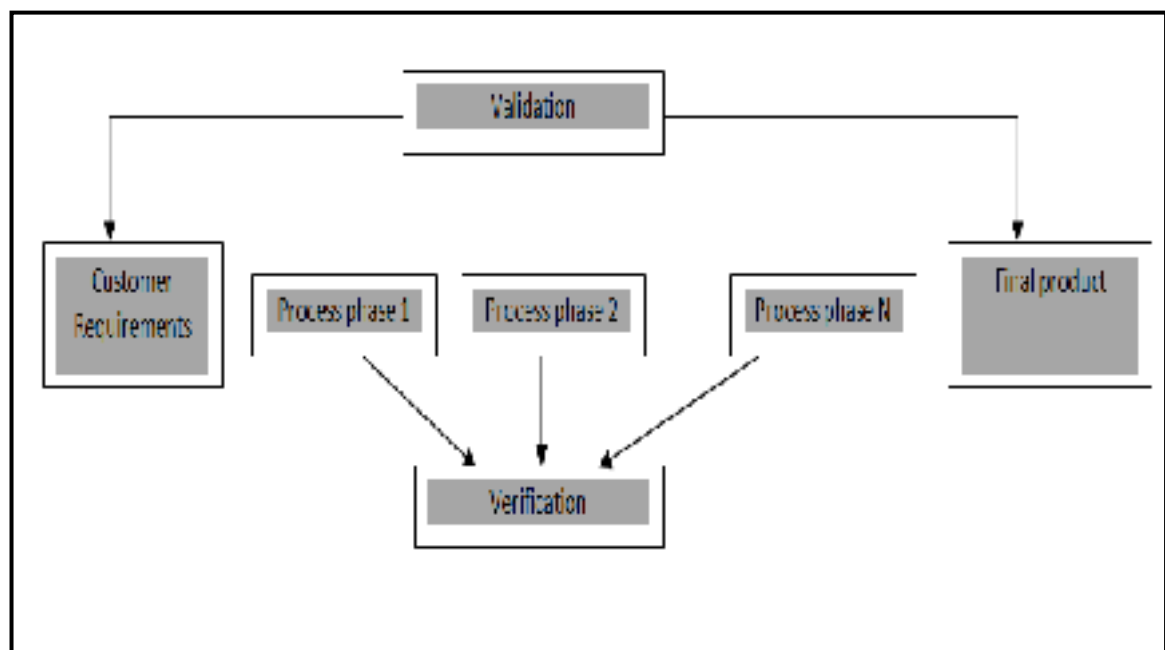 Validation
Customer
Requirements
Process phase 1
Process phase 2
Process phase N
Final product
Verification